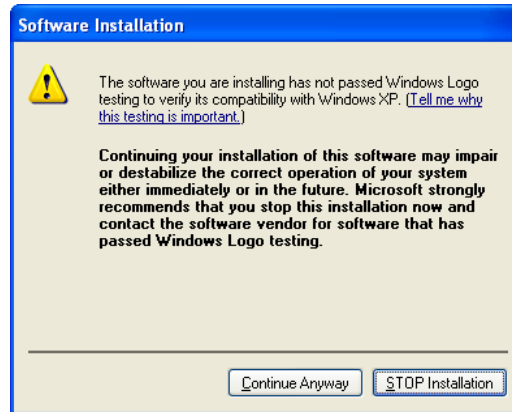 Software Installation
The software you are installing has not passed Windows Logo
testing to verify its compatibility with Windows XP. (Tell me why
this testing is important.)
Continuing your installation of this software may impair
or destabilize the correct operation of your system
either immediately or in the future. Microsoft strongly
recommends that you stop this installation now and
contact the software vendor for software that has
passed Windows Logo testing.
Continue Anyway
STOP Installation